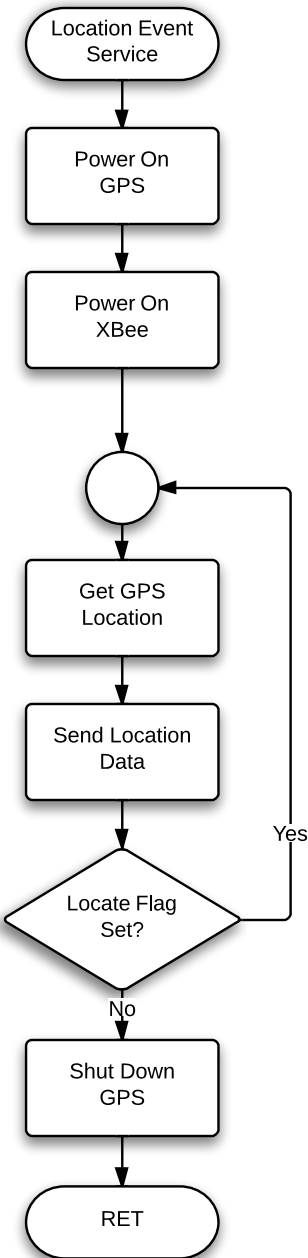 Location Event
Service
Power On
GPS
Power On
XBee
Get GPS
Location
Send Location
Data
Yes
Locate Flag
Set?
No
Shut Down
GPS
RET